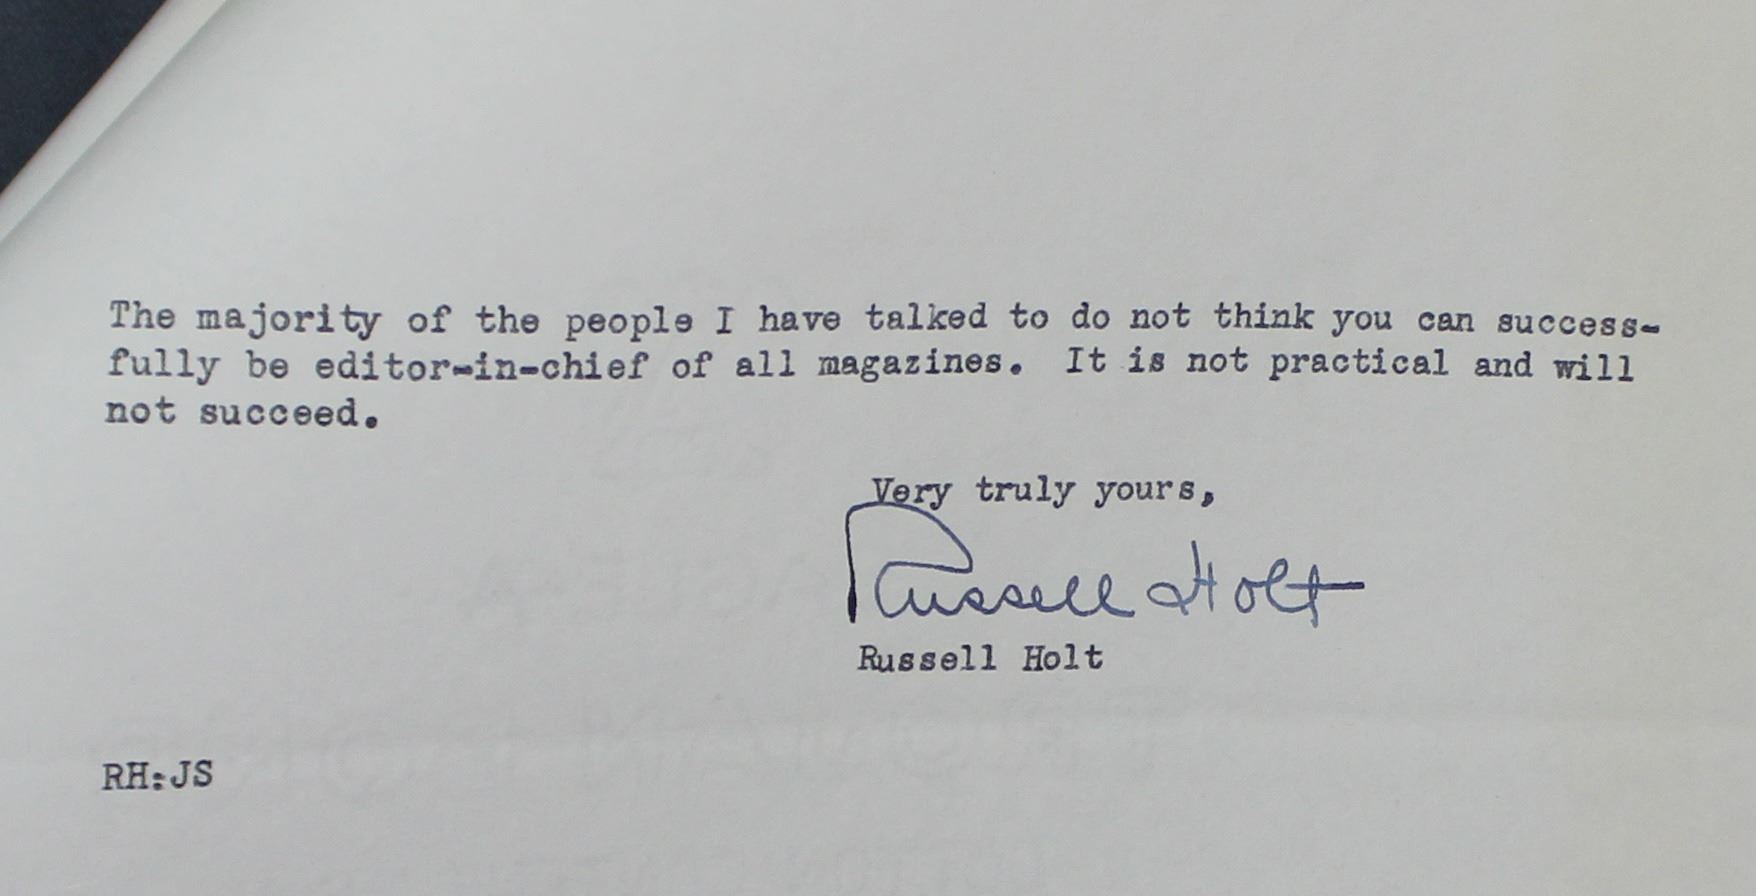 The majority of the people I have talked to do not think you can success-
fully be editor-in-chief of all magazines. It is not practical and will
not succeed.
Very truly yours,
Russell Holt
Russell Holt
RH:JS